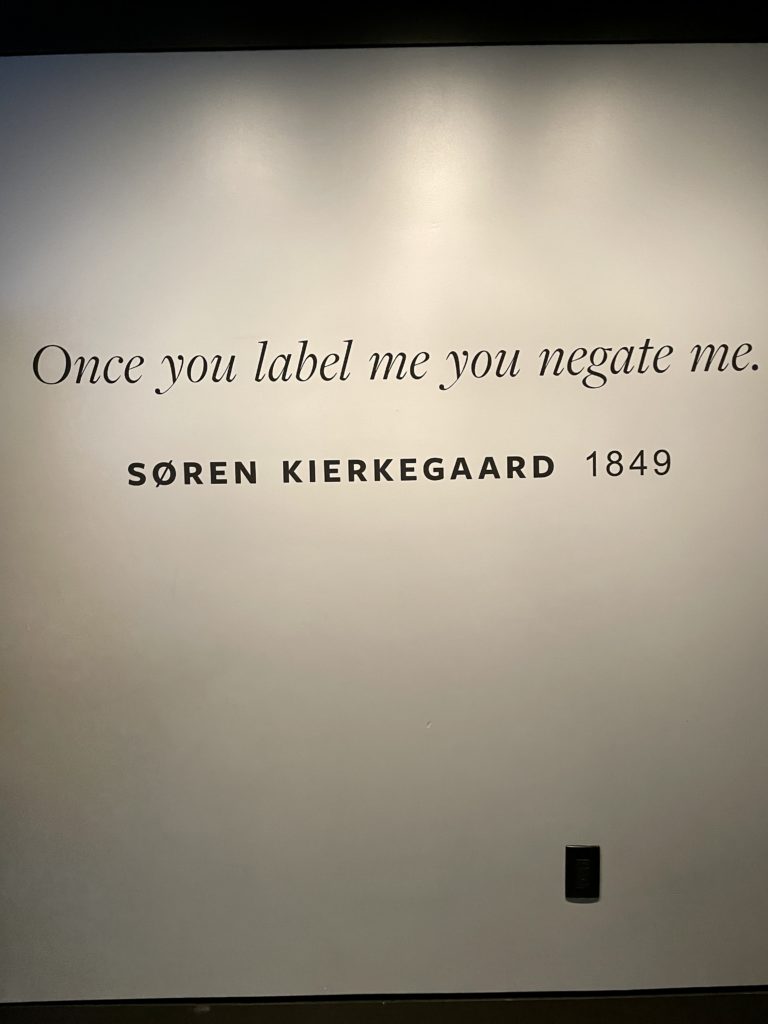 Once you label me you negate me.
SØREN KIERKEGAARD 1849